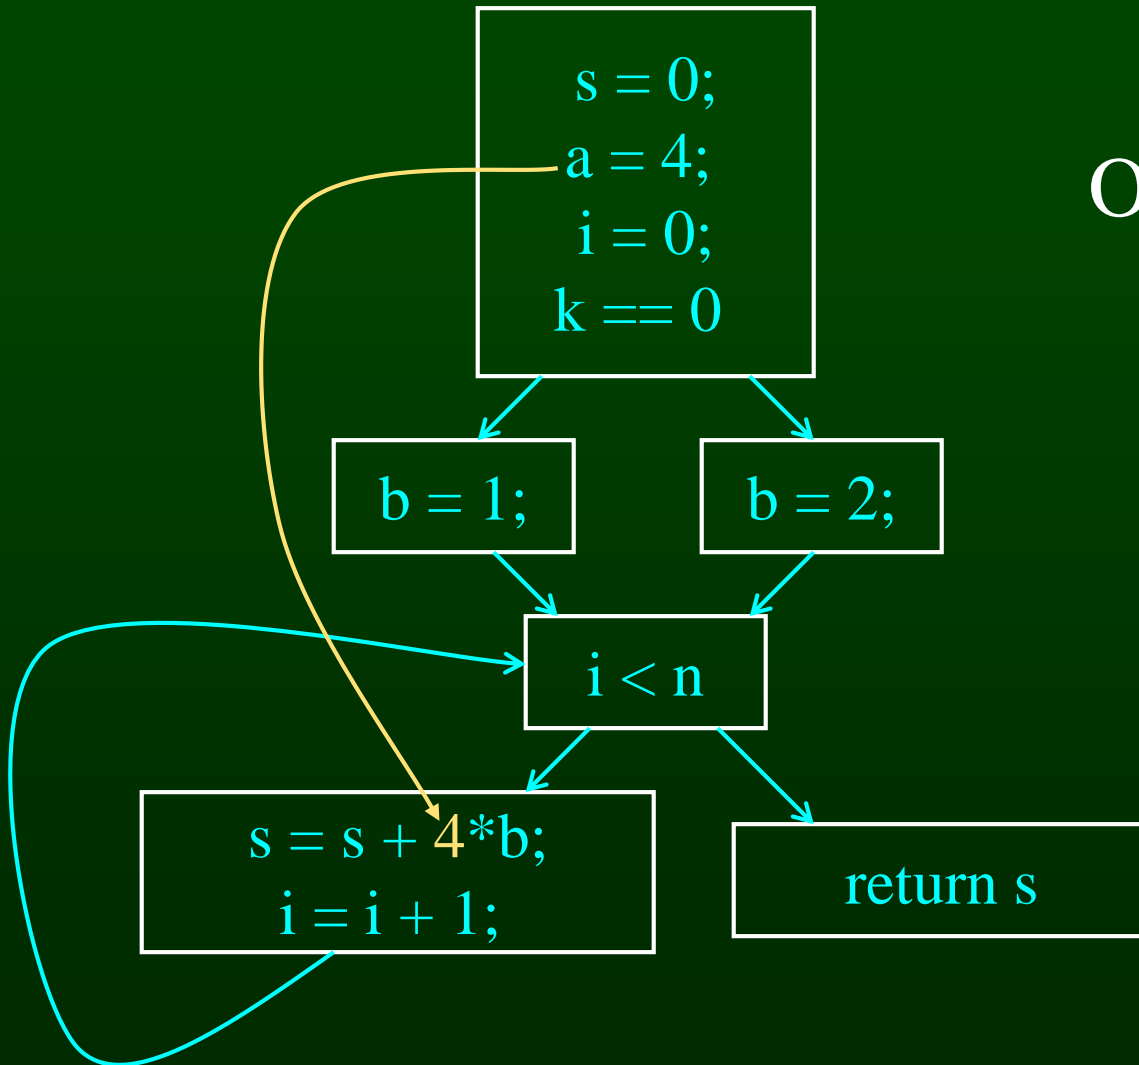 s = 0;
a = 4;
i = 0;
k == 0
O
b = 1;
b = 2;
i < n
s = s + 4*b;
i = i + 1;
return s